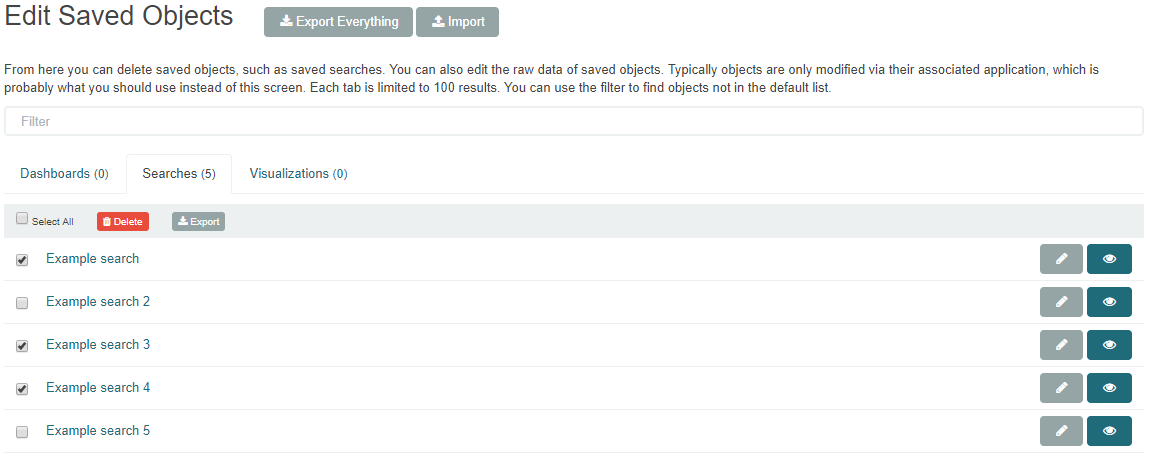 Edit Saved Objects Export Everything Import
From here you can delete saved objects, such as saved searches. You can also edit the raw data of saved objects. Typically objects are only modified via their associated application, which is
probably what you should use instead of this screen. Each tab is limited to 100 results. You can use the filter to find objects not in the default list.
Filter
Dashboards (0) Searches (5) Visualizations (0)
Select All Delete Export
Example search
Example search 2
Example search 3
Example search 4
Example search 5